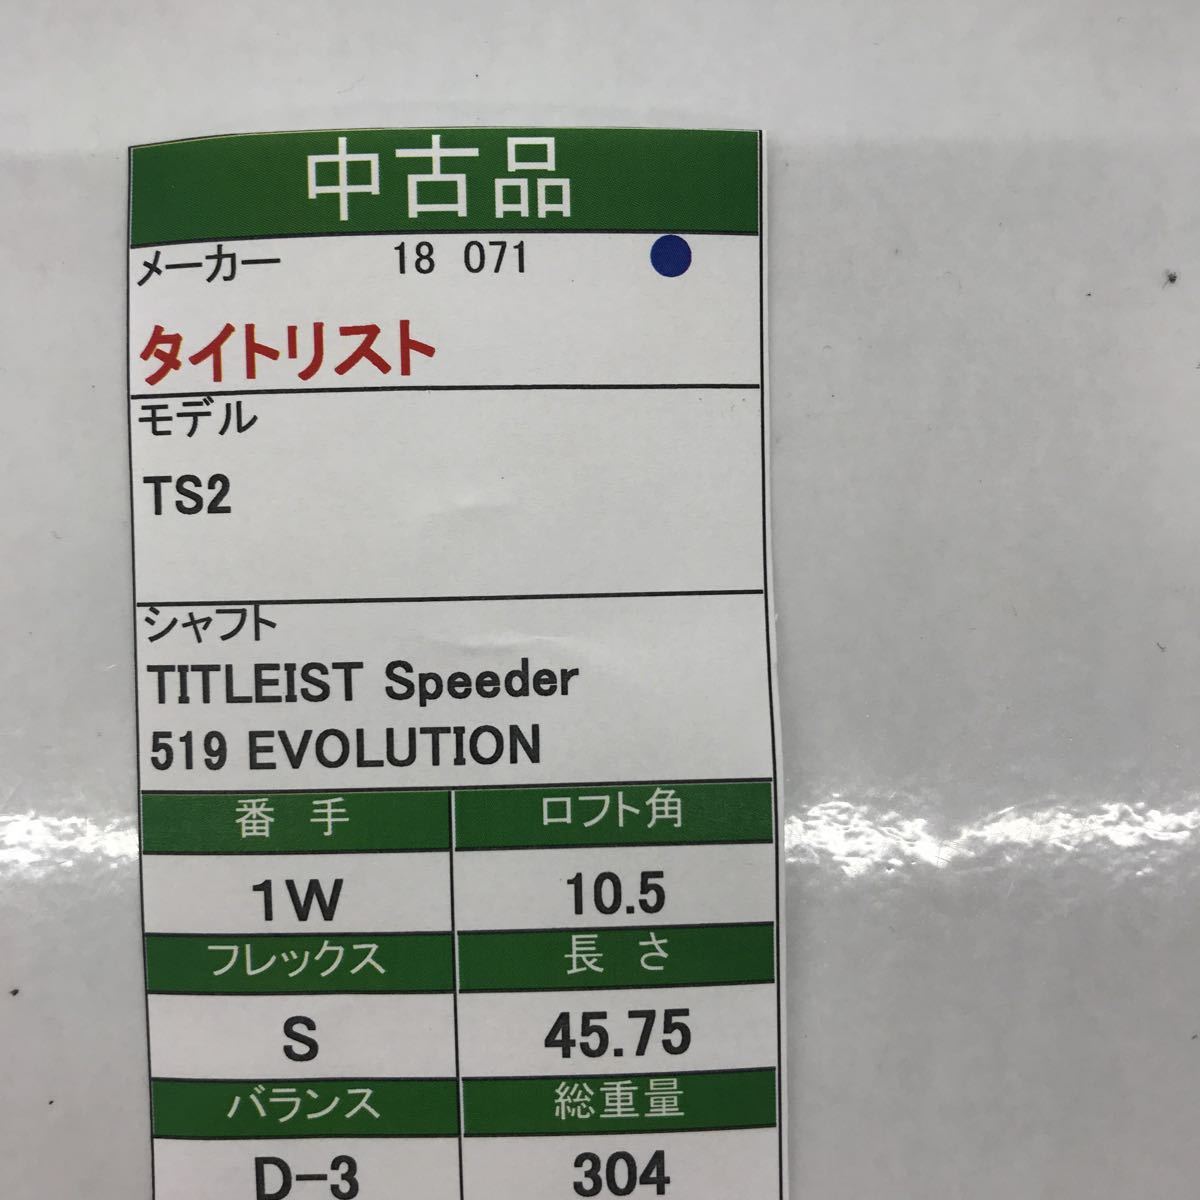 中古品
メーカー 18 071
タイトリスト
モデル
TS2
シャフト
TITLEIST Speeder
519 EVOLUTION
番手 ロフト角
1W 10.5
フレックス 長さ
S 45.75
バランス 総重量
D-3 304